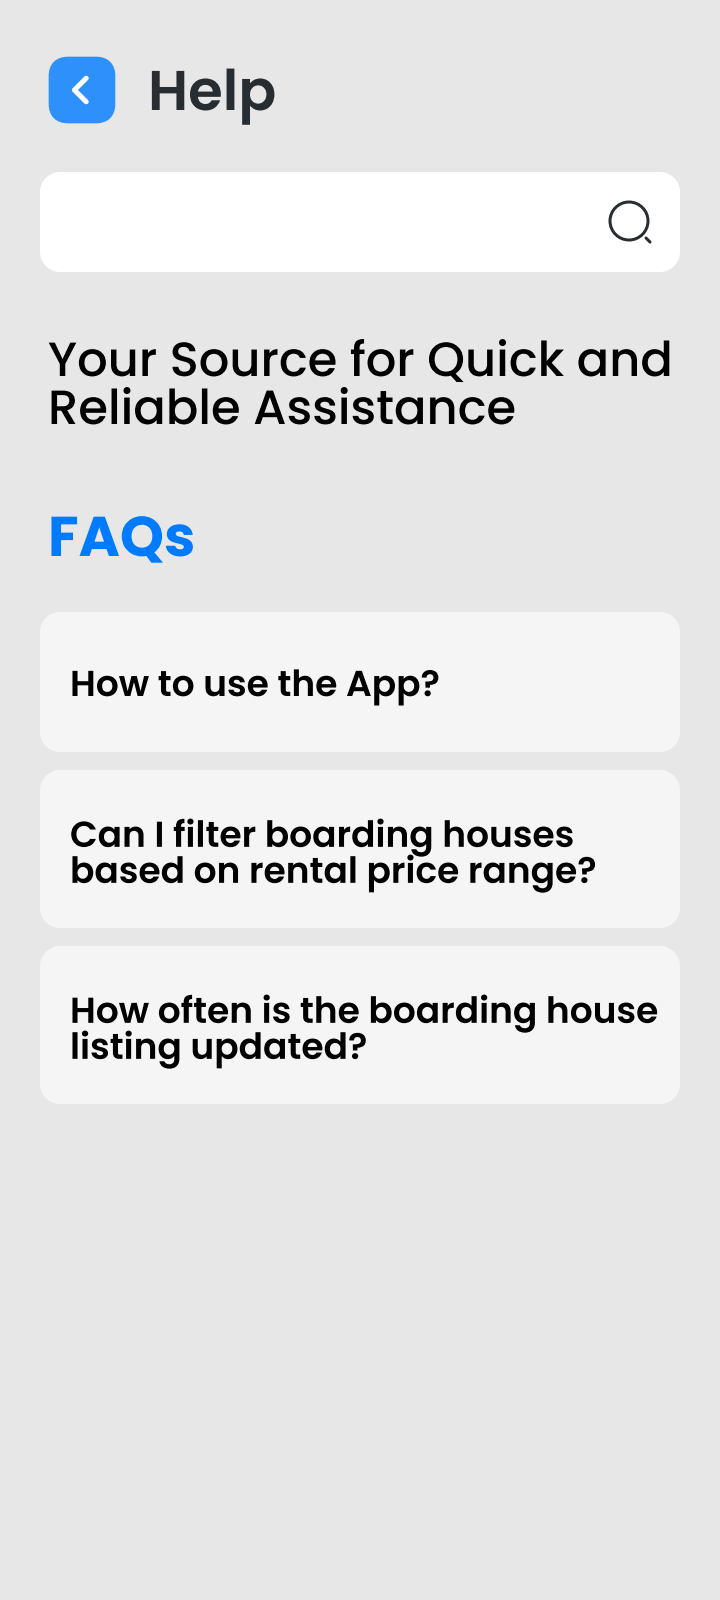 Help
Your Source for Quick and
Reliable Assistance
FAQs
How to use the App?
Can I filter boarding houses
based on rental price range?
How often is the boarding house
listing updated?